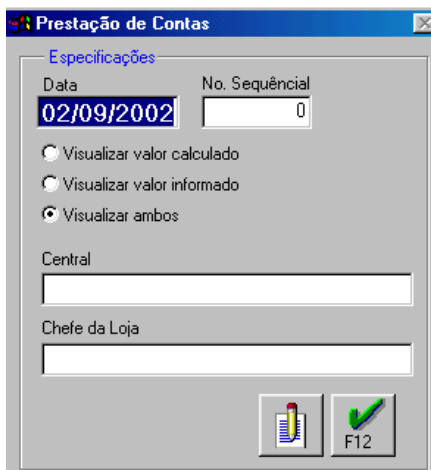 Prestação de Contas
Especificações
Data No. Sequêncial
02/09/2002 0
Visualizar valor calculado
Visualizar valor informado
Visualizar ambos
Central
Chefe da Loja
F12